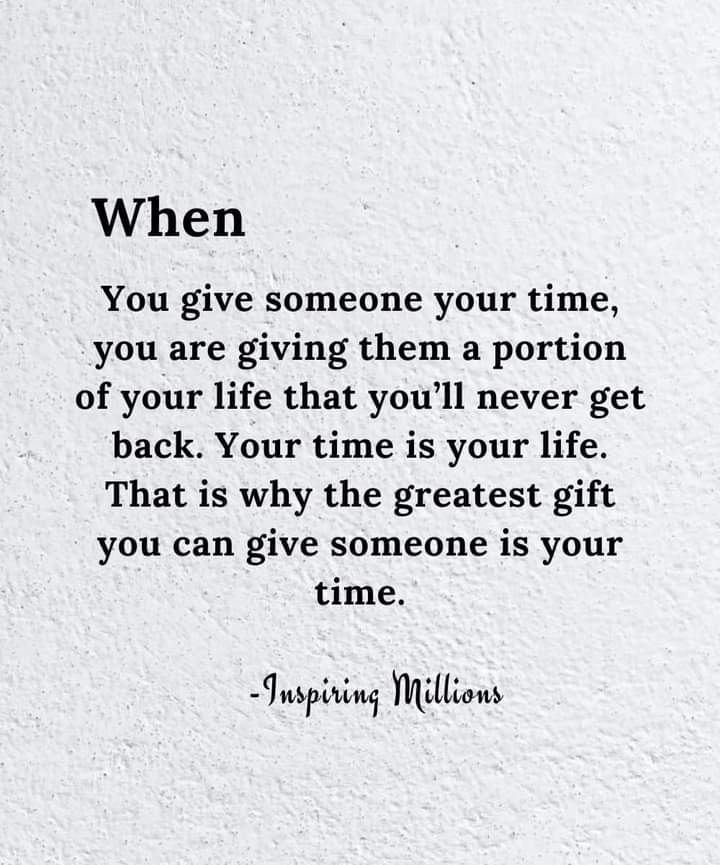 When
You give someone your time,
you are giving them a portion
of your life that you’ll never get
back. Your time is your life.
That is why the greatest gift
you can give someone is your
time.
-Inspiring Millions